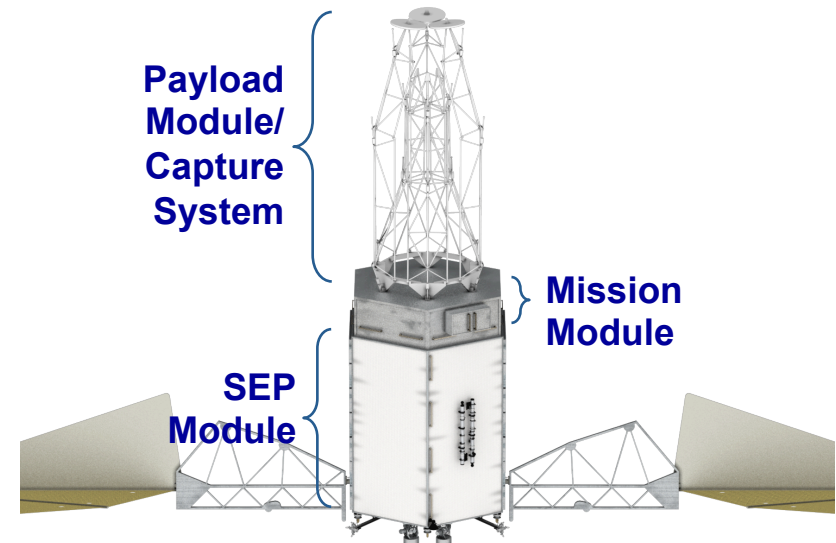 Payload
Module/
Capture
System
Mission
Module
SEP
Module